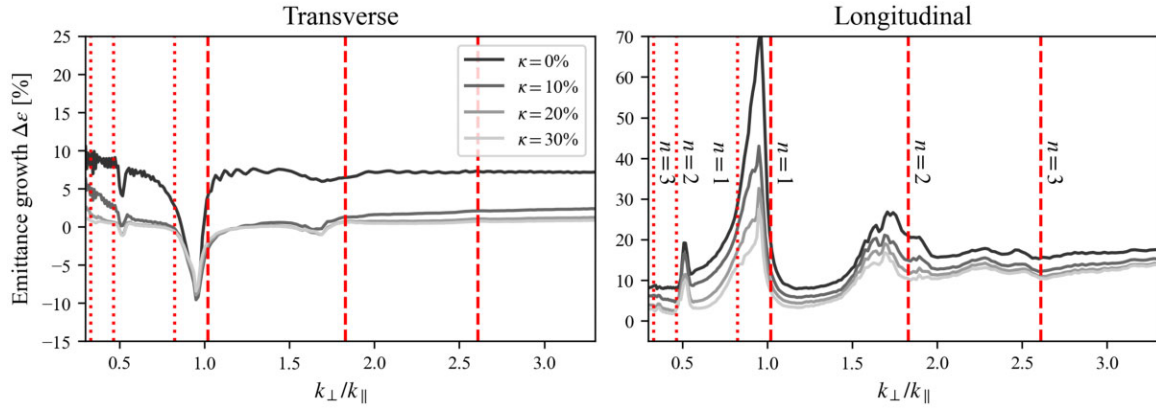 Transverse
Longitudinal
Emittance growth Δε [%]
25
20
15
10
5
0
−5
−10
−15
κ = 0%
κ = 10%
κ = 20%
κ = 30%
0.5
1.0
1.5
2.0
2.5
3.0
k⊥/k∥
70
60
50
40
30
20
10
0
n = 3
n = 2
n = 1
n = 1
n = 2
n = 3
0.5
1.0
1.5
2.0
2.5
3.0
k⊥/k∥